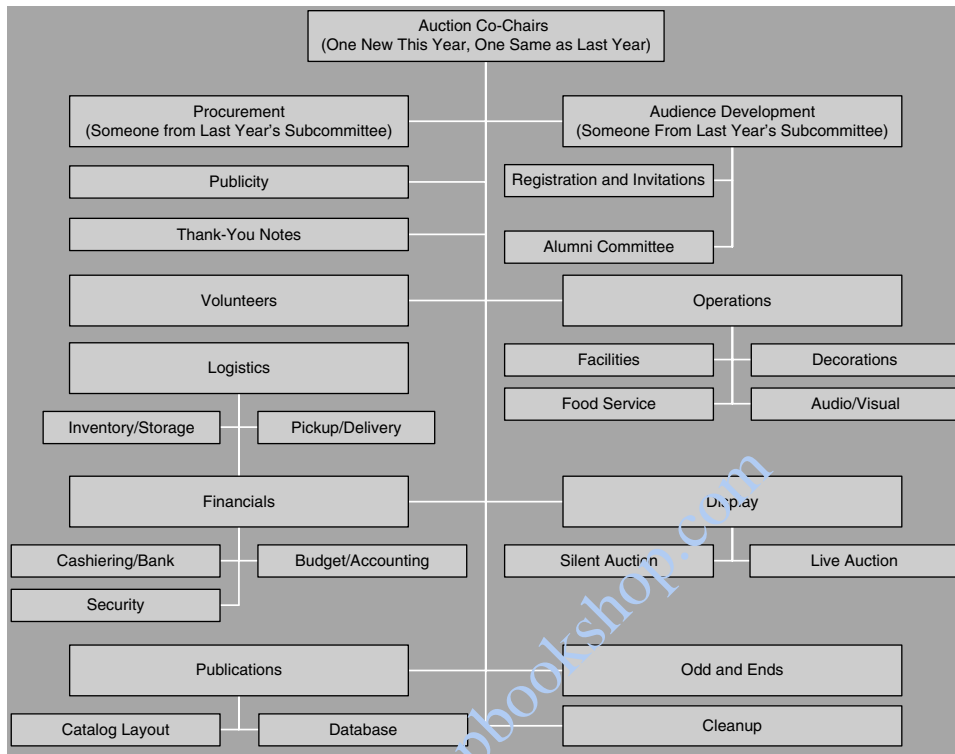 Auction Co-Chairs
(One New This Year, One Same as Last Year)
Procurement
(Someone from Last Year's Subcommittee)
Audience Development
(Someone From Last Year's Subcommittee)
Publicity
Registration and Invitations
Thank-You Notes
Alumni Committee
Volunteers
Operations
Logistics
Facilities
Decorations
Food Service
Audio/Visual
Inventory/Storage
Pickup/Delivery
Financials
Display
Cashiering/Bank
Budget/Accounting
Silent Auction
Live Auction
Security
Publications
Odd and Ends
Catalog Layout
Database
Cleanup
pbookshop.com